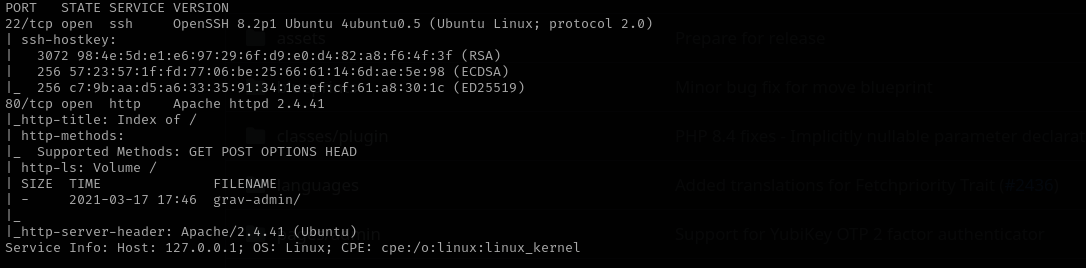 PORT   STATE SERVICE VERSION
22/tcp open  ssh     OpenSSH 8.2p1 Ubuntu 4ubuntu0.5 (Ubuntu Linux; protocol 2.0)
assets
Prepare for release
| ssh-hostkey:
|   3072 98:4e:5d:e1:e6:97:29:6f:d9:e0:d4:82:a8:f6:4f:3f (RSA)
|   256 57:23:57:1f:fd:77:06:be:25:66:61:14:6d:ae:5e:98 (ECDSA)
|_  256 c7:9b:aa:d5:a6:33:35:91:34:1e:ef:cf:61:a8:30:1c (ED25519)
Minor bug fix for move blueprint
80/tcp open  http    Apache httpd 2.4.41
|_http-title: Index of /
| http-methods:
classes/plugin
PHP 8.4 fixes - Implicitly nullable parameter declarat
|_  Supported Methods: GET POST OPTIONS HEAD
| http-ls: Volume /
| SIZE  TIME              FILENAME
languages
Added translations for Fetchpriority Trait (#2436)
| -     2021-03-17 17:46  grav-admin/
|_
|_http-server-header: Apache/2.4.41 (Ubuntu)
Support for YubiKey OTP 2 factor authenticator
Service Info: Host: 127.0.0.1; OS: Linux; CPE: cpe:/o:linux:linux_kernel